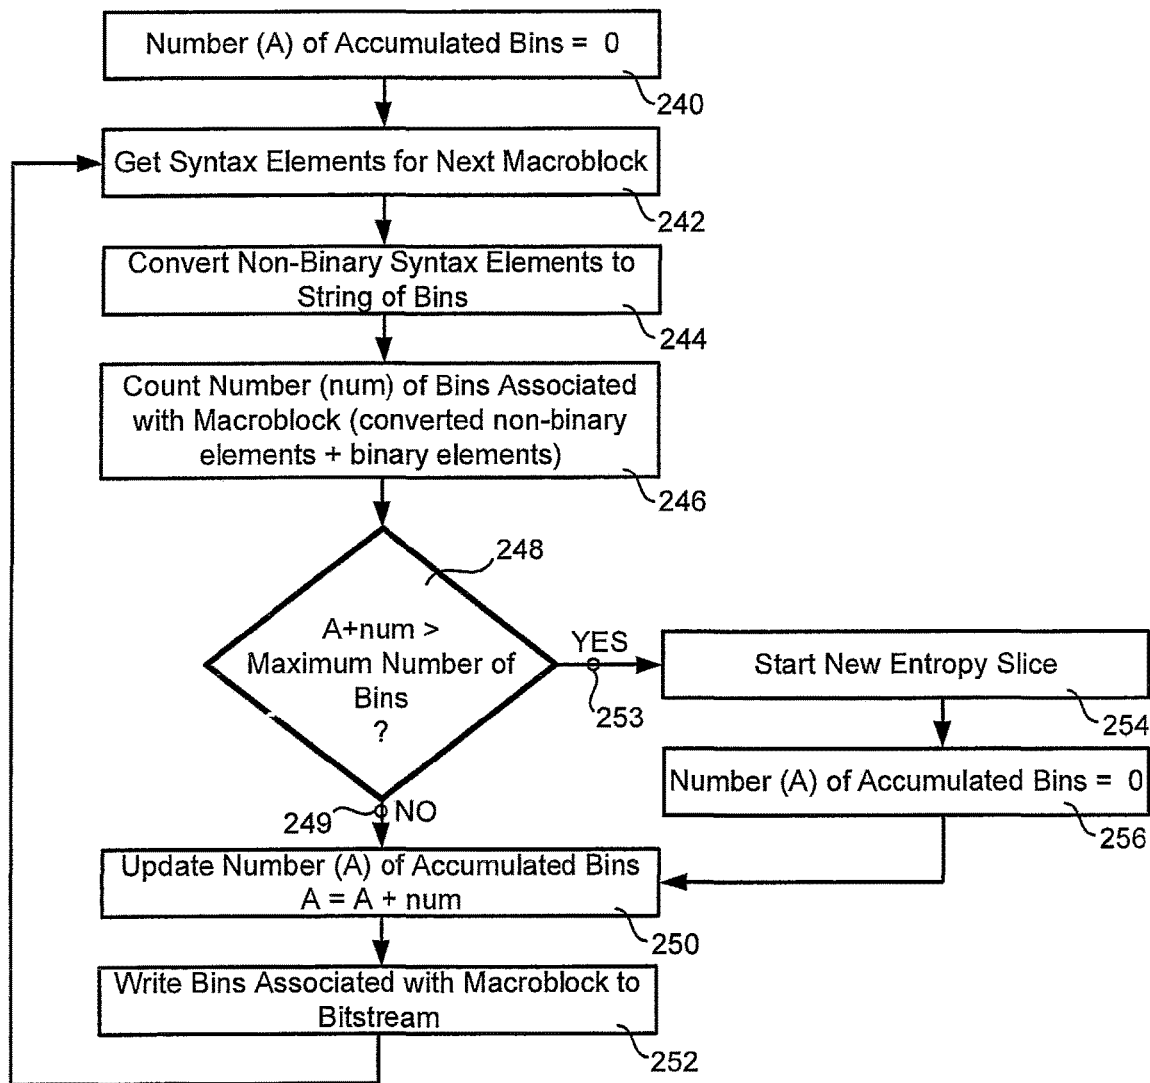 Number (A) of Accumulated Bins = 0
240
Get Syntax Elements for Next Macroblock
242
Convert Non-Binary Syntax Elements to
String of Bins
244
Count Number (num) of Bins Associated
with Macroblock (converted non-binary
elements + binary elements)
246
248
A+num >
Maximum Number of
Bins
?
YES
253
Start New Entropy Slice
254
Number (A) of Accumulated Bins = 0
256
249
NO
Update Number (A) of Accumulated Bins
A = A + num
250
Write Bins Associated with Macroblock to
Bitstream
252